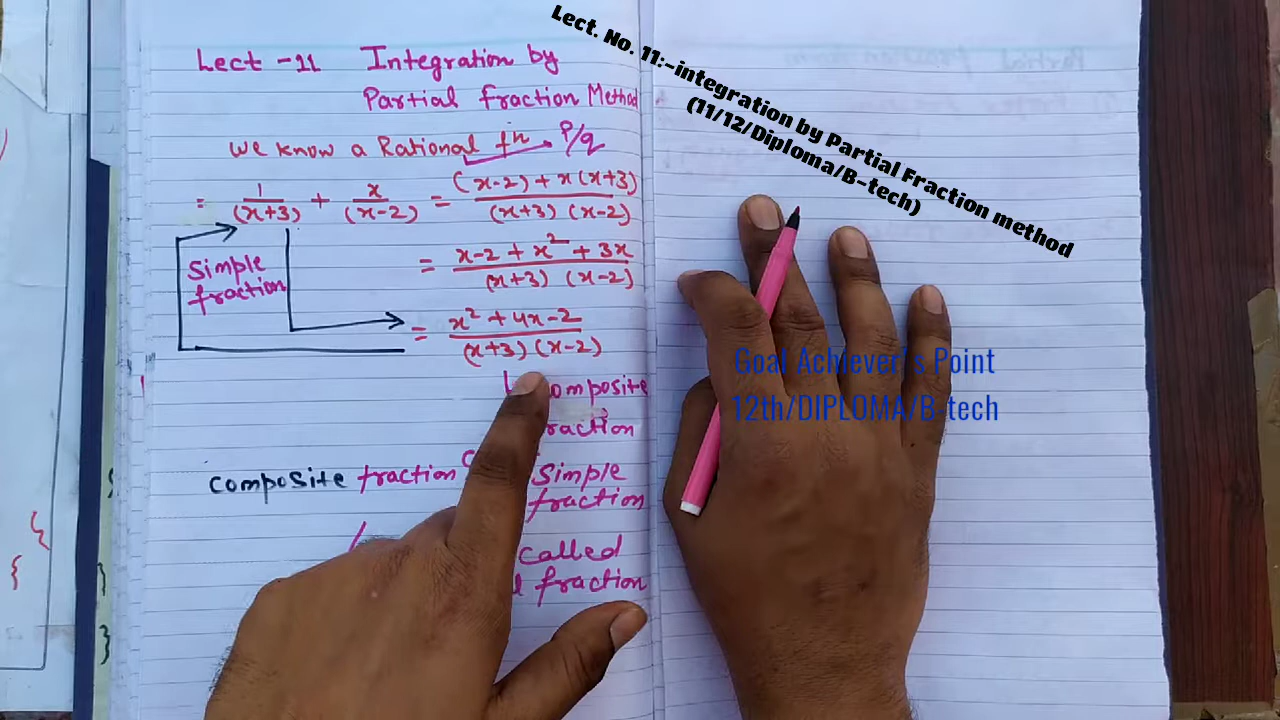 Lect. No. 11:-integration by Partial Fraction method
(11/12/Diploma/B-tech)
Lect -11 Integration by
Partial fraction Method
We know a Rational fn → P/q
= 1/(x+3) + x/(x-2) = (x-2) + x(x+3)/(x+3) (x-2)
= x-2 + x² + 3x/(x+3) (x-2)
Simple
fraction
= x² + 4x - 2/(x+3) (x-2)
composite
fraction
composite fraction
Simple
fraction
called
fraction
Goal Achiever's Point
12th/DIPLOMA/B-tech